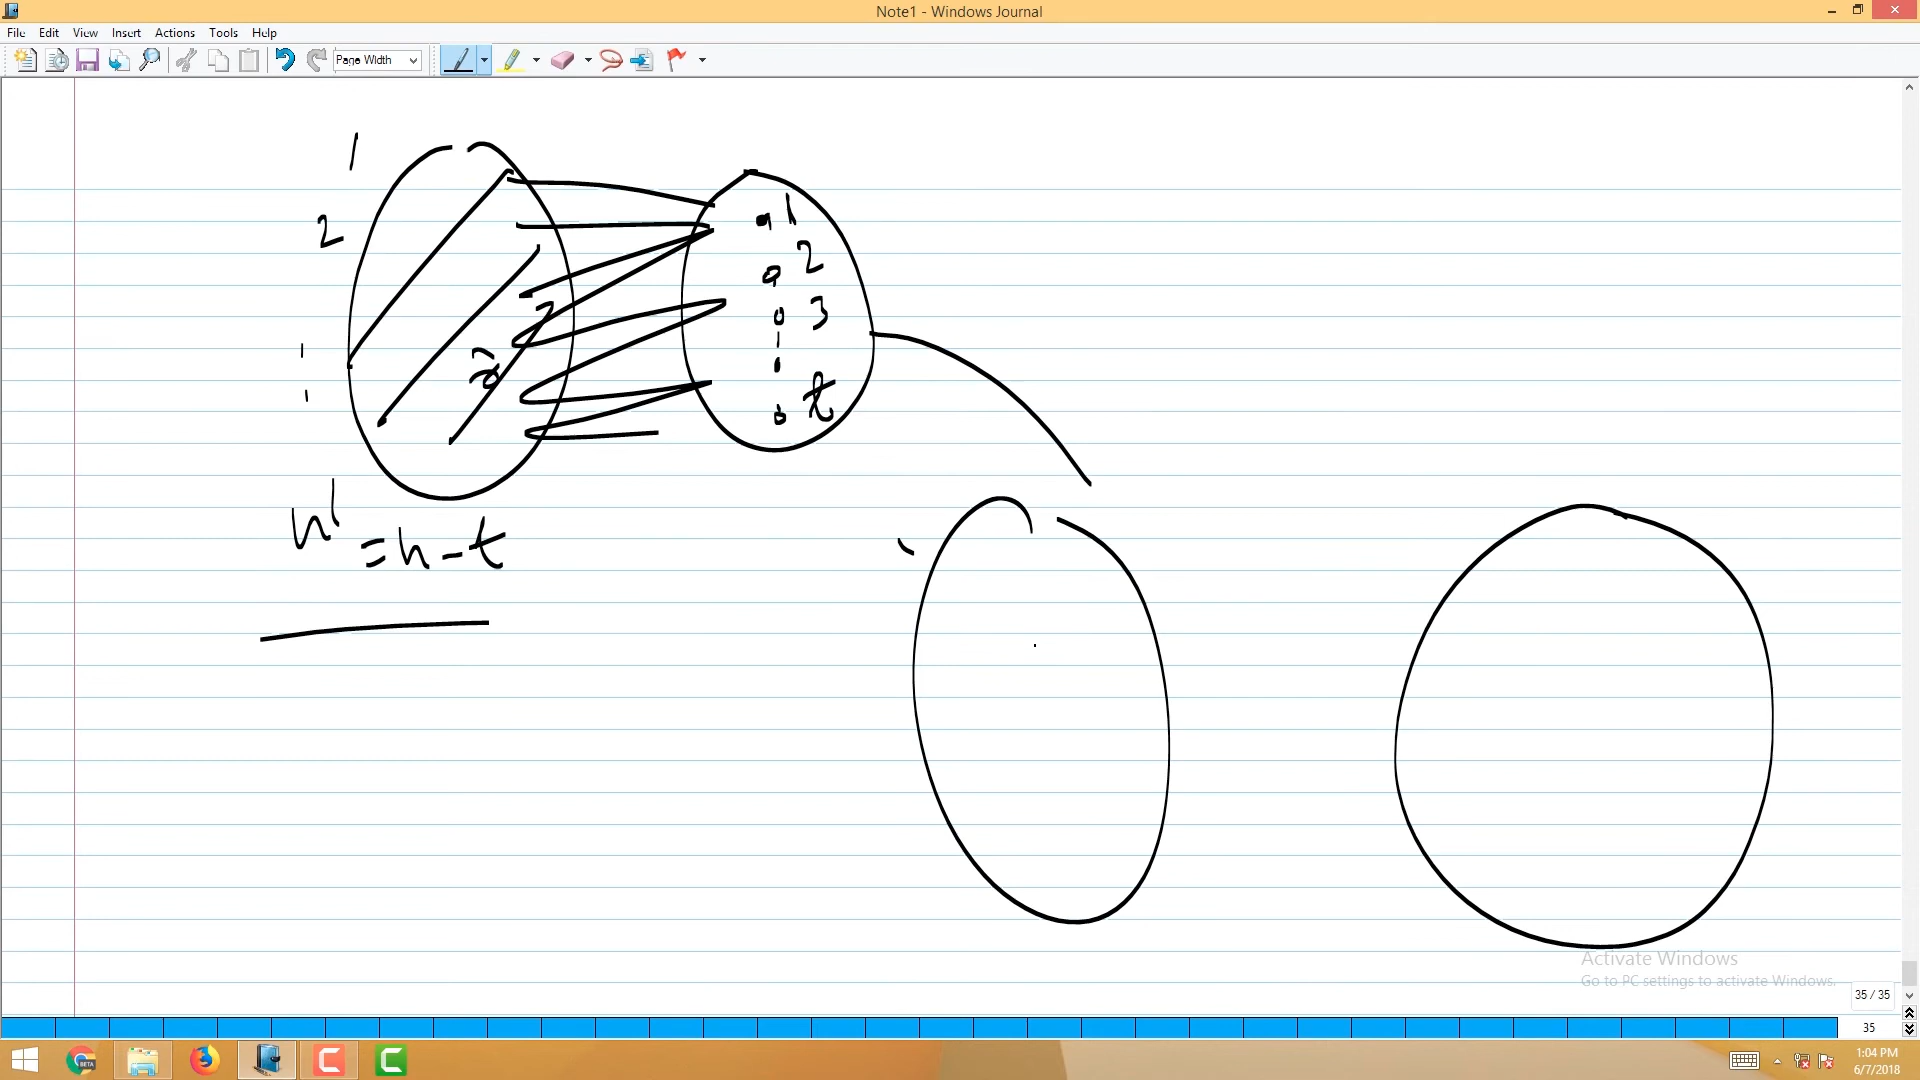 Note1 - Windows Journal
File Edit View Insert Actions Tools Help
Page Width
1
2
1
2
3
t
n' = n - t
Activate Windows
Go to PC settings to activate Windows.
35 / 35
35
BETA
1:04 PM
6/7/2018